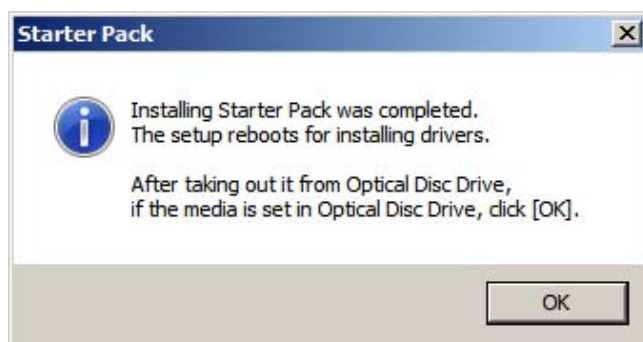 Starter Pack
Installing Starter Pack was completed.
The setup reboots for installing drivers.
After taking out it from Optical Disc Drive,
if the media is set in Optical Disc Drive, click [OK].
OK